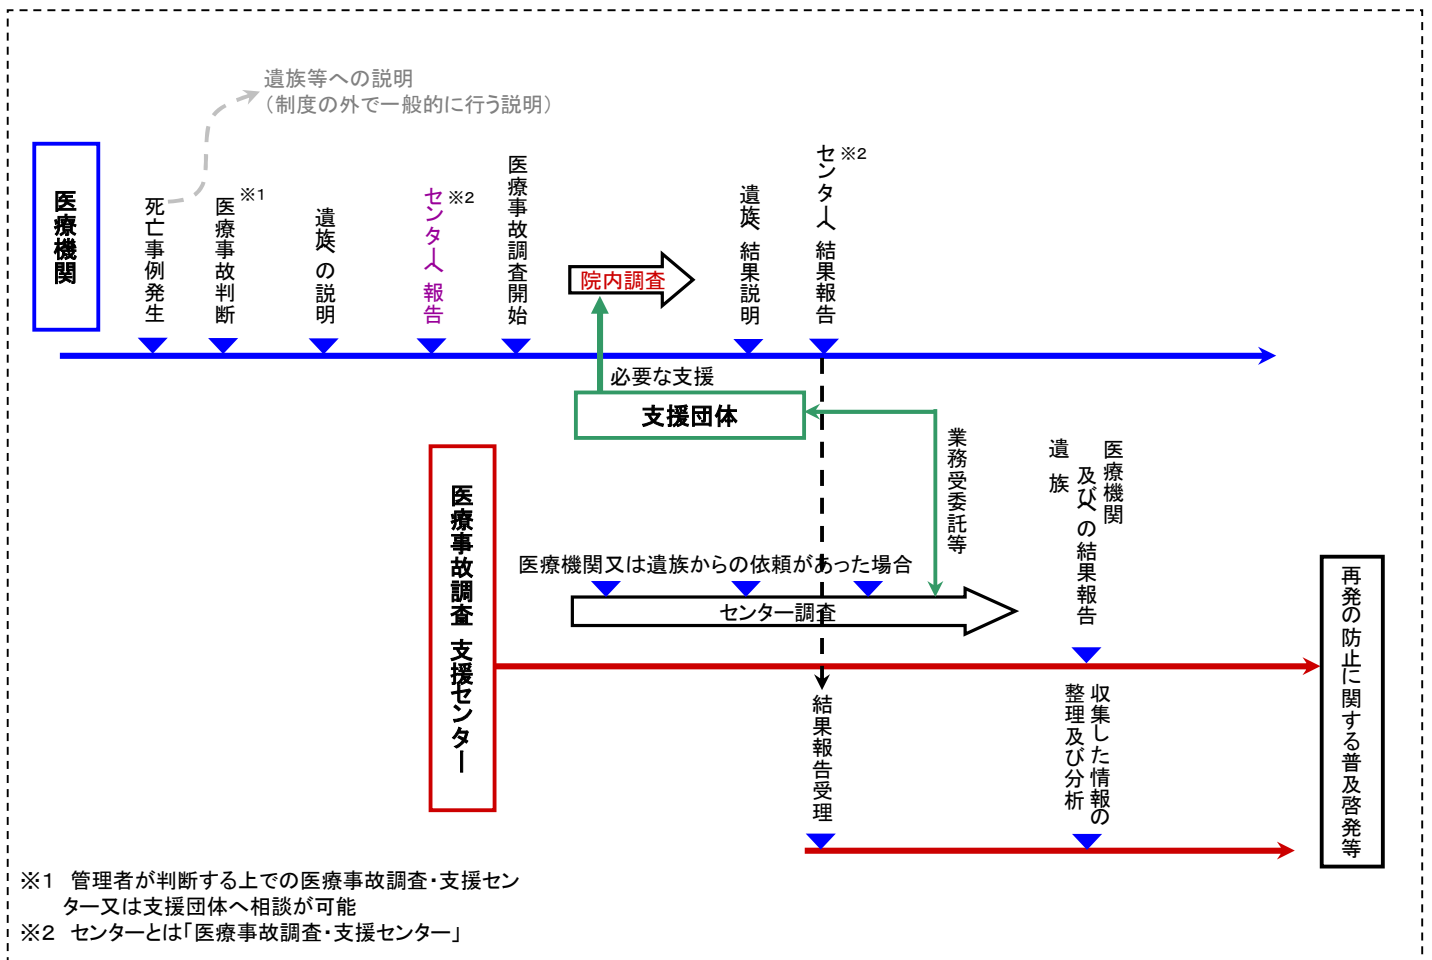 遺族等への説明
（制度の外で一般的に行う説明）
医療機関
死亡事例発生
医療事故判断
※1
遺族への説明
センターへ報告
※2
医療事故調査開始
院内調査
遺族へ結果説明
センターへ結果報告
※2
必要な支援
支援団体
業務受委託等
医療事故調査 支援センター
医療機関又は遺族からの依頼があった場合
センター調査
医療機関
及びへの結果報告
遺 族
結果報告受理
収集した情報の
整理及び分析
再発の防止に関する普及啓発等
※1 管理者が判断する上での医療事故調査・支援セン
ター又は支援団体へ相談が可能
※2 センターとは「医療事故調査・支援センター」